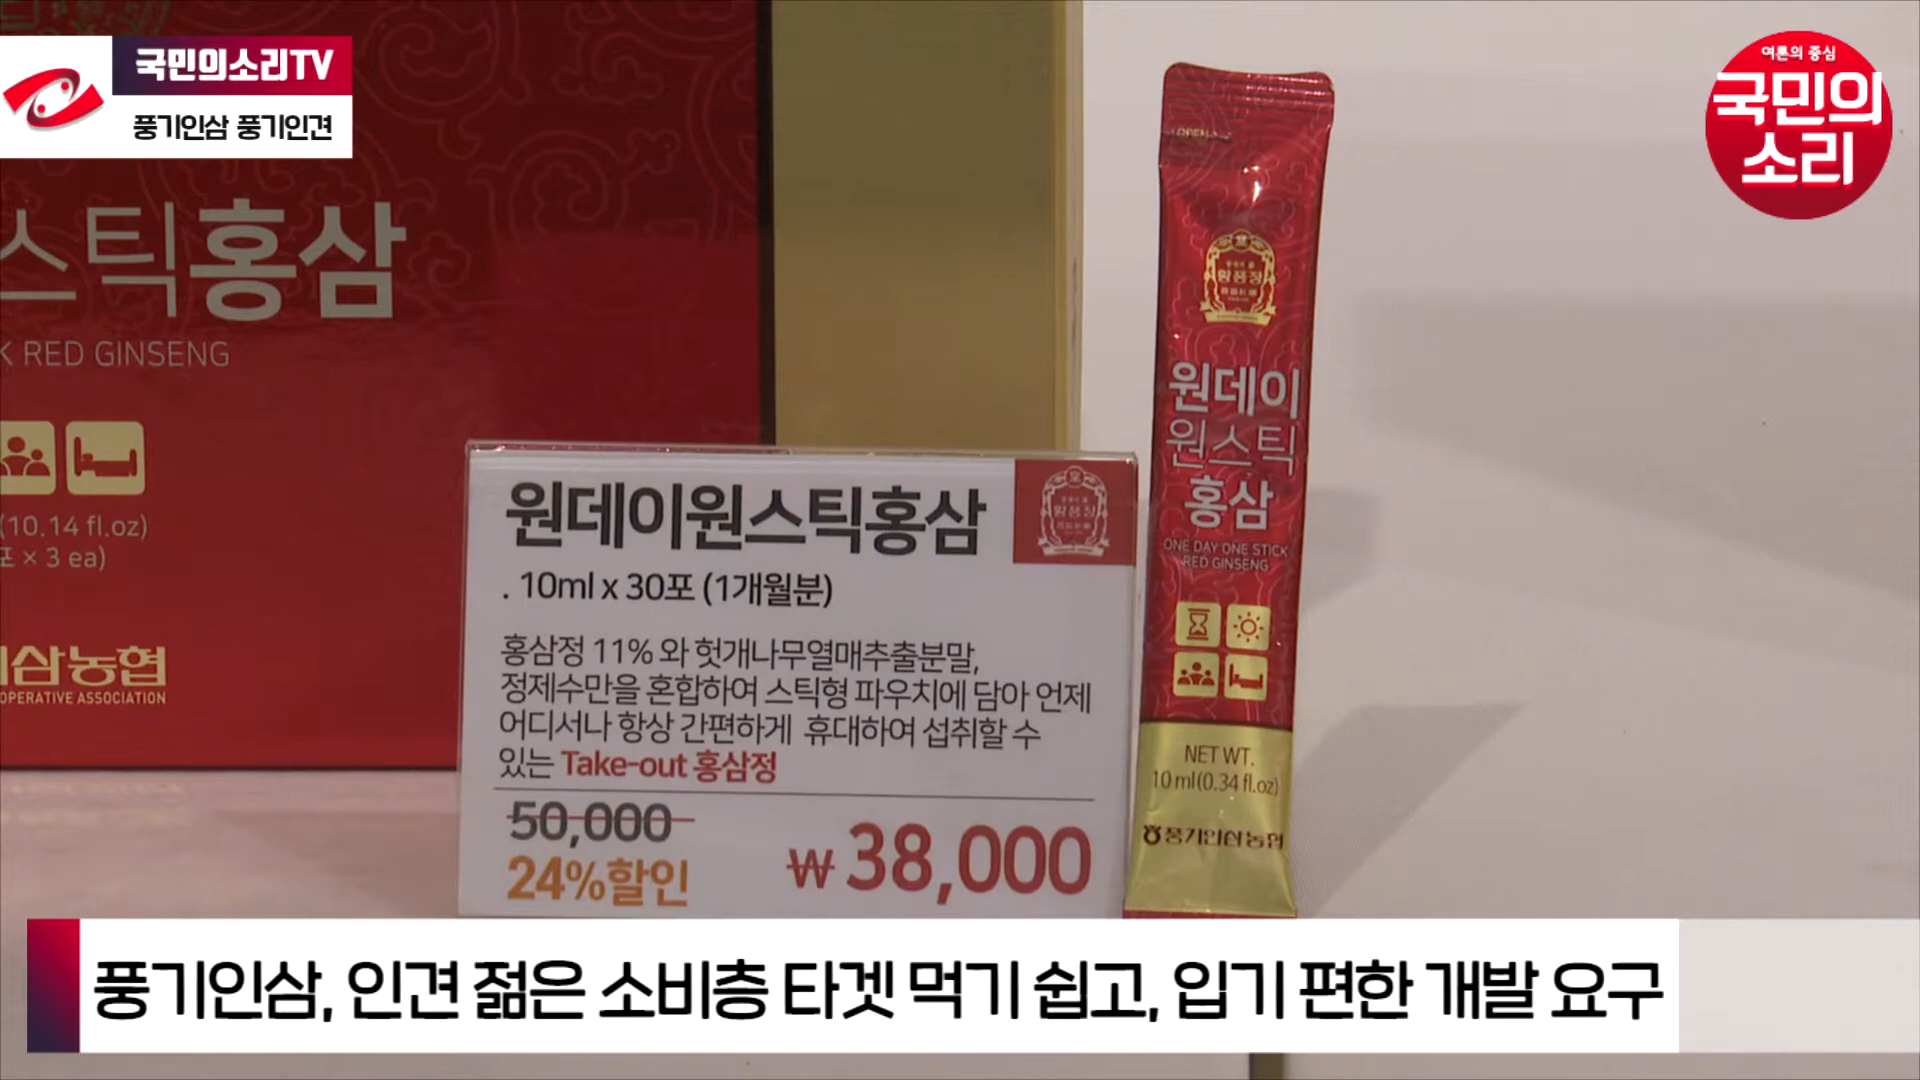 국민의소리TV
풍기인삼 풍기인견
여론의 중심
국민의
소리
스틱홍삼
RED GINSENG
(10.14 fl.oz)
포 × 3 ea)
삼농협
OPERATIVE ASSOCIATION
원데이원스틱홍삼
. 10ml x 30포 (1개월분)
홍삼정 11% 와 헛개나무열매추출분말,
정제수만을 혼합하여 스틱형 파우치에 담아 언제
어디서나 항상 간편하게 휴대하여 섭취할 수
있는 Take-out 홍삼정
50,000
24%할인
₩38,000
OPEN
황풍정
원데이
원스틱
홍삼
ONE DAY ONE STICK
RED GINSENG
NET WT.
10 ml(0.34 fl.oz)
풍기인삼농협
풍기인삼, 인견 젊은 소비층 타겟 먹기 쉽고, 입기 편한 개발 요구